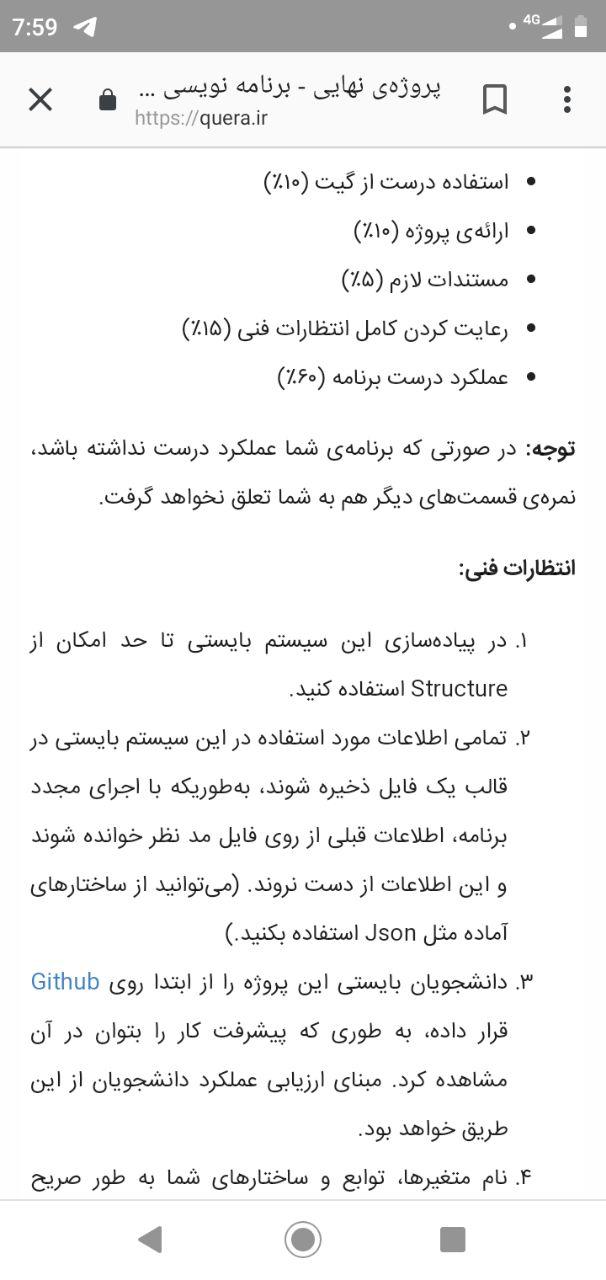 7:59
4G
پروژه‌ی نهایی - برنامه نویسی ...
https://quera.ir
• استفاده درست از گیت (۱۰٪)
• ارائه‌ی پروژه (۱۰٪)
• مستندات لازم (۵٪)
• رعایت کردن کامل انتظارات فنی (۱۵٪)
• عملکرد درست برنامه (۶۰٪)
توجه: در صورتی که برنامه‌ی شما عملکرد درست نداشته باشد،
نمره‌ی قسمت‌های دیگر هم به شما تعلق نخواهد گرفت.
انتظارات فنی:
۱. در پیاده‌سازی این سیستم بایستی تا حد امکان از
Structure استفاده کنید.
۲. تمامی اطلاعات مورد استفاده در این سیستم بایستی در
قالب یک فایل ذخیره شوند، به‌طوریکه با اجرای مجدد
برنامه، اطلاعات قبلی از روی فایل مد نظر خوانده شوند
و این اطلاعات از دست نروند. (می‌توانید از ساختارهای
آماده مثل Json استفاده بکنید.)
۳. دانشجویان بایستی این پروژه را از ابتدا روی Github
قرار داده، به طوری که پیشرفت کار را بتوان در آن
مشاهده کرد. مبنای ارزیابی عملکرد دانشجویان از این
طریق خواهد بود.
۴. نام متغیرها، توابع و ساختارهای شما به طور صریح